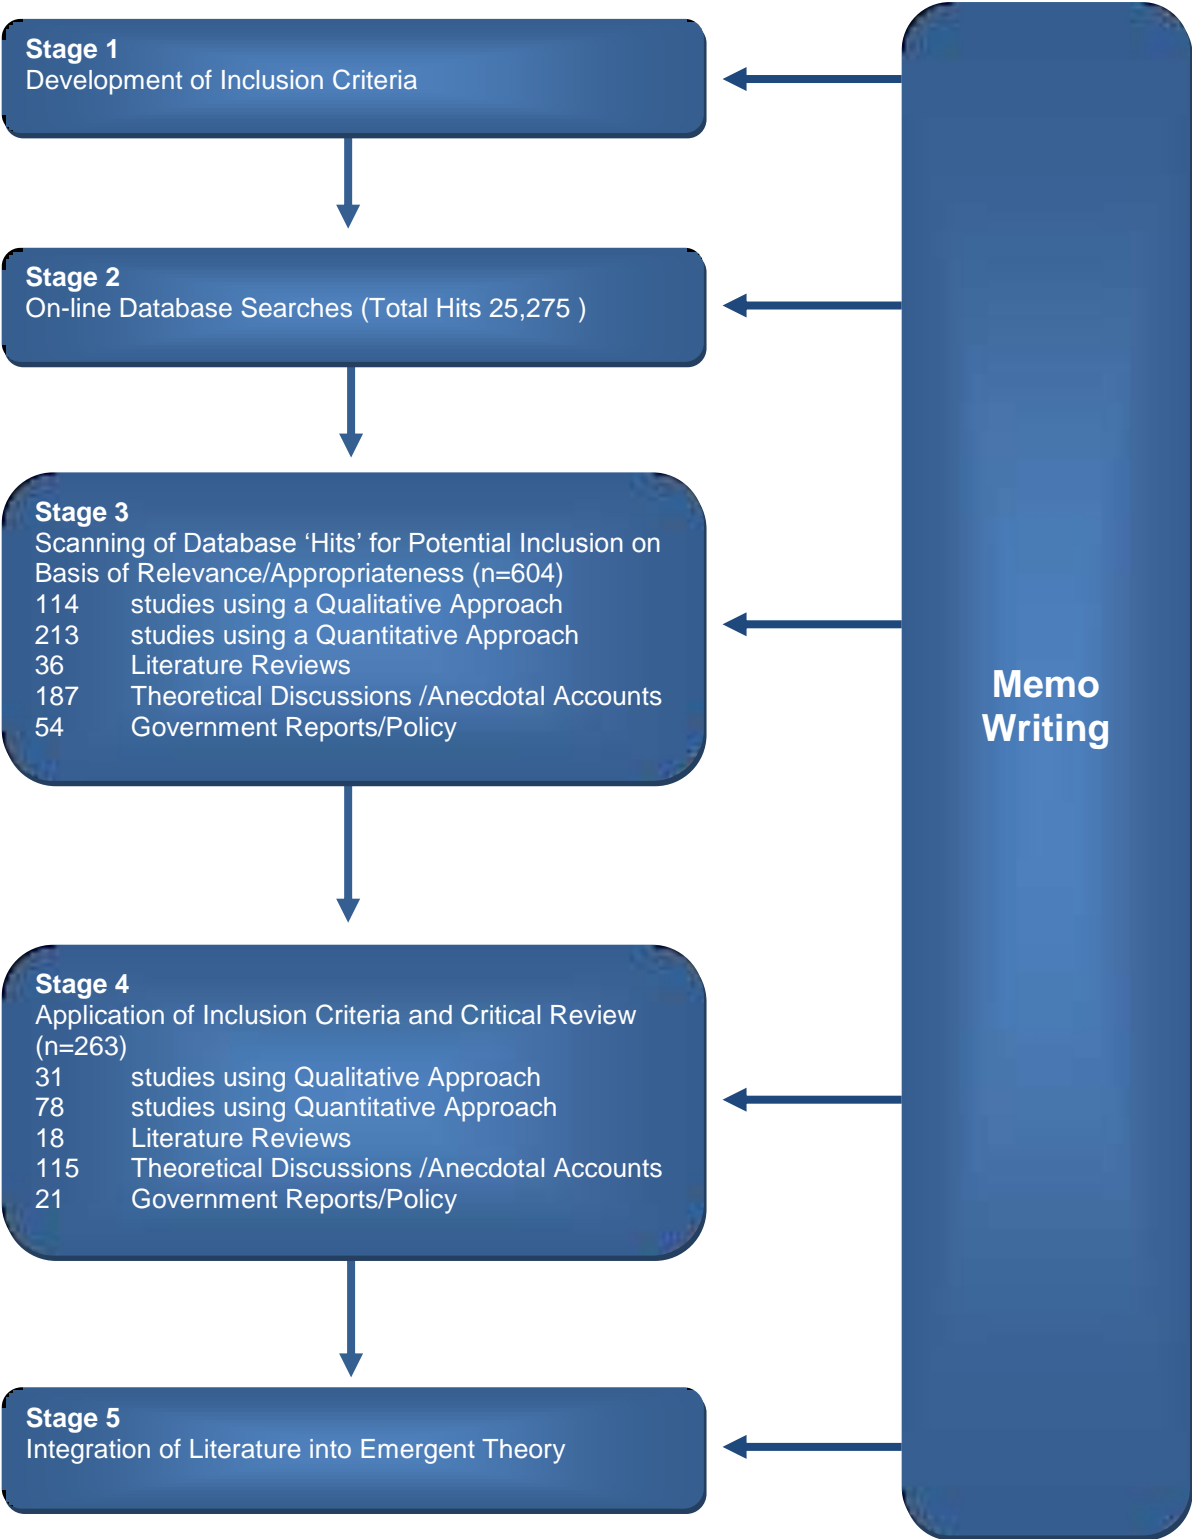 Stage 1
Development of Inclusion Criteria
Stage 2
On-line Database Searches (Total Hits 25,275 )
Stage 3
Scanning of Database ‘Hits’ for Potential Inclusion on
Basis of Relevance/Appropriateness (n=604)
114 studies using a Qualitative Approach
213 studies using a Quantitative Approach
36 Literature Reviews
187 Theoretical Discussions /Anecdotal Accounts
54 Government Reports/Policy
Stage 4
Application of Inclusion Criteria and Critical Review
(n=263)
31 studies using Qualitative Approach
78 studies using Quantitative Approach
18 Literature Reviews
115 Theoretical Discussions /Anecdotal Accounts
21 Government Reports/Policy
Stage 5
Integration of Literature into Emergent Theory
Memo
Writing